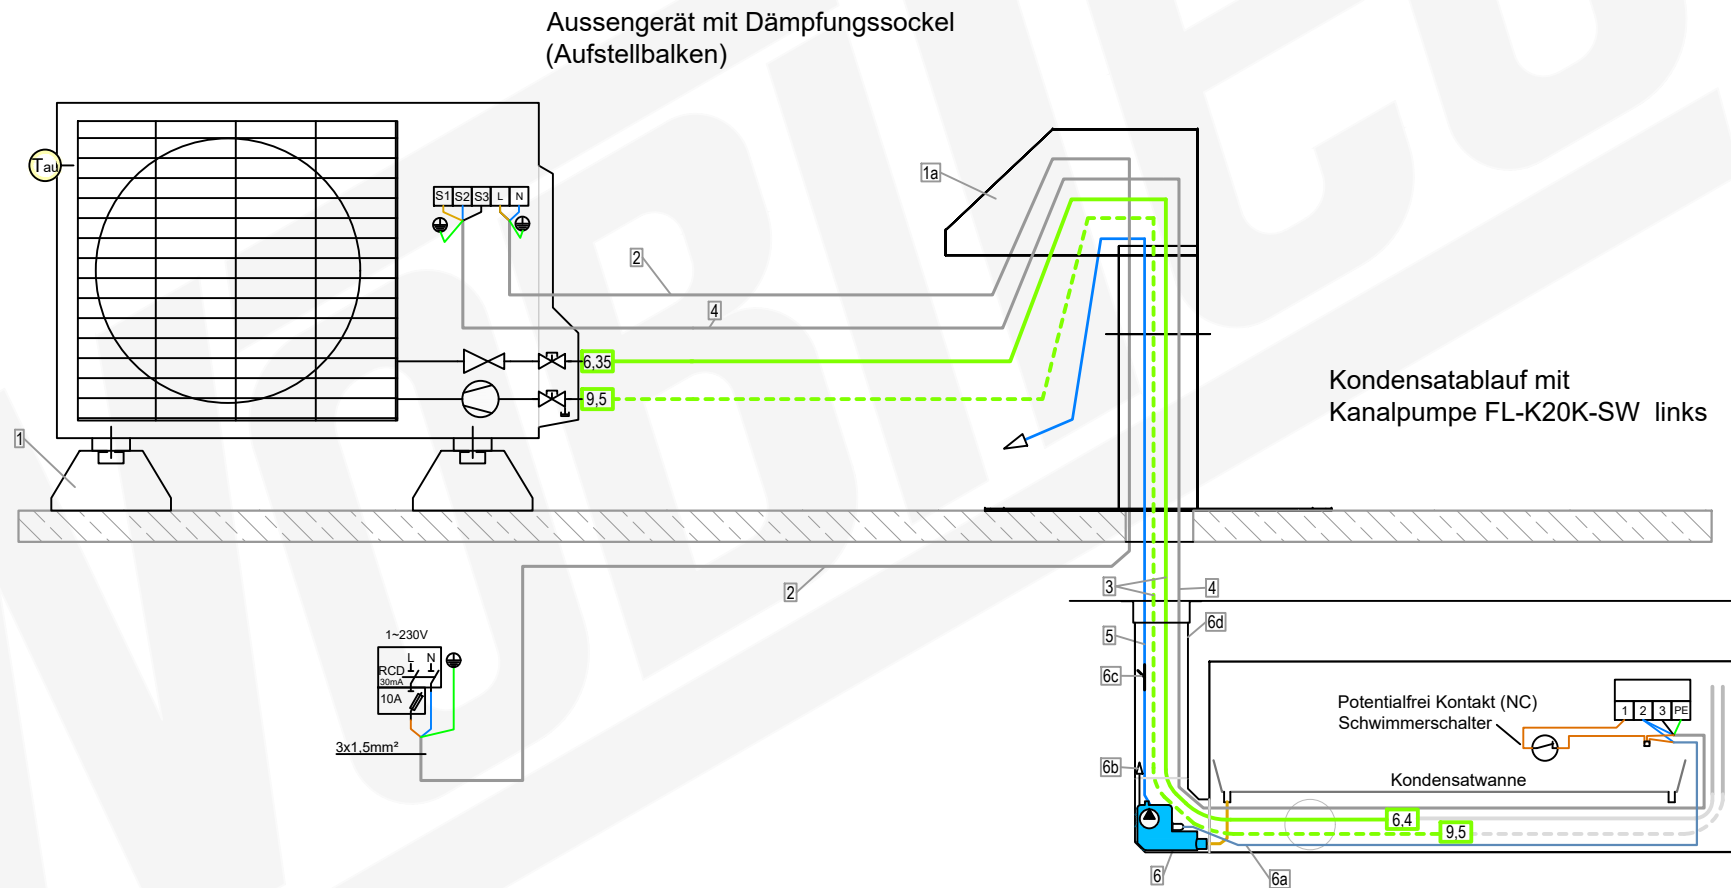 Aussengerät mit Dämpfungssockel
(Aufstellbalken)
Tau
S1 S2 S3 L N
1a
2
4
6,35
9,5
1
Kondensatablauf mit
Kanalpumpe FL-K20K-SW links
2
3
4
5
6d
6c
6b
1~230V
L N
RCD
30mA
10A
3x1,5mm²
Potentialfrei Kontakt (NC)
Schwimmerschalter
1 2 3 PE
Kondensatwanne
6,4
9,5
6
6a